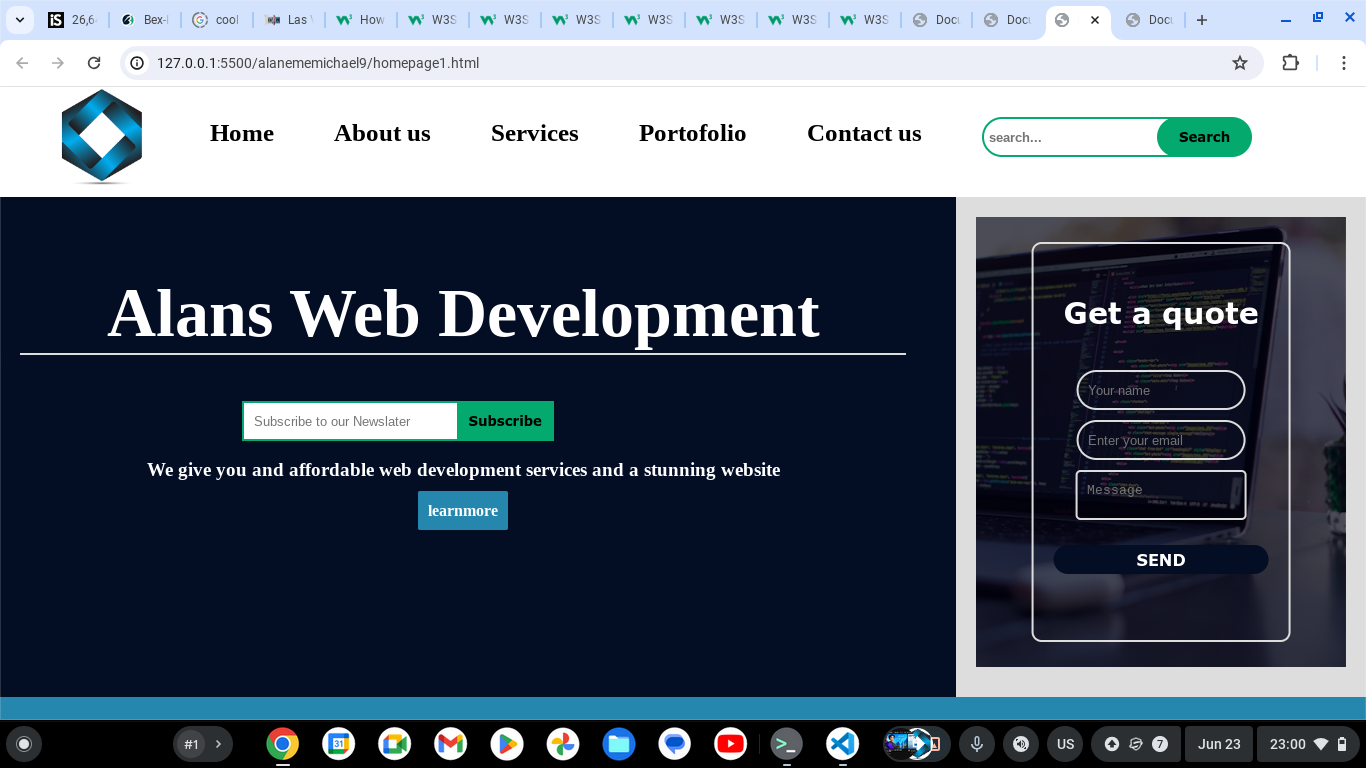 26,6
Bex-
cool
Las
How
W3S
W3S
W3S
W3S
W3S
W3S
W3S
Docu
Docu
Docu
127.0.0.1:5500/alanememichael9/homepage1.html
Home
About us
Services
Portofolio
Contact us
search...
Search
Alans Web Development
Subscribe to our Newslater
Subscribe
We give you and affordable web development services and a stunning website
learnmore
Get a quote
Your name
Enter your email
Message
SEND
#1
31
US
7
Jun 23
23:00